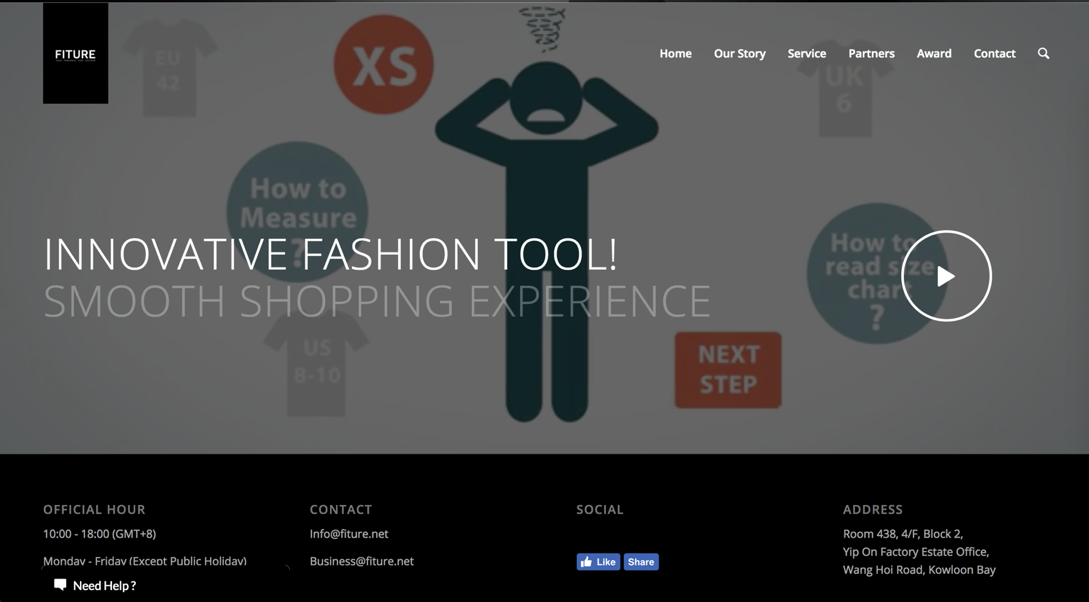 FITURE
Home
Our Story
Service
Partners
Award
Contact
EU
42
XS
UK
6
How to
Measure
?
How to
read size
chart
?
INNOVATIVE FASHION TOOL!
SMOOTH SHOPPING EXPERIENCE
US
8-10
NEXT
STEP
OFFICIAL HOUR
10:00 - 18:00 (GMT+8)
Monday - Friday (Except Public Holiday)
CONTACT
Info@fiture.net
Business@fiture.net
SOCIAL
Like
Share
ADDRESS
Room 438, 4/F, Block 2,
Yip On Factory Estate Office,
Wang Hoi Road, Kowloon Bay
Need Help ?